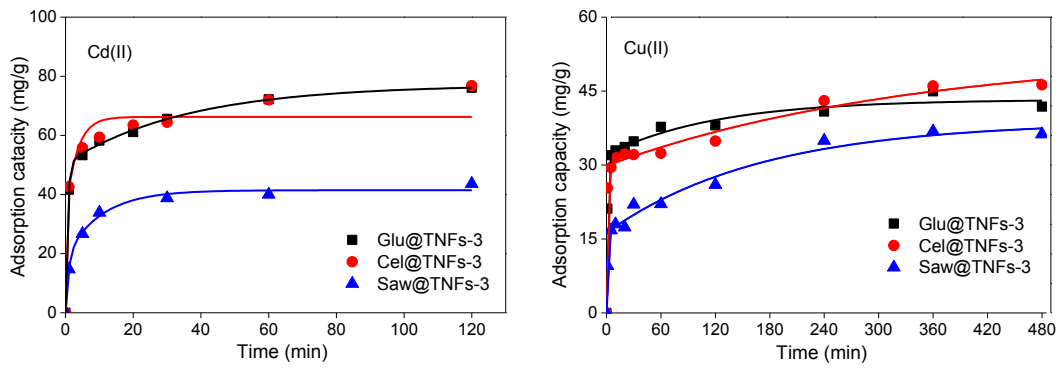 Cd(II)
Adsorption catacity (mg/g)
100
80
60
40
20
0
Glu@TNFs-3
Cel@TNFs-3
Saw@TNFs-3
0 20 40 60 80 100 120
Time (min)
Cu(II)
Adsorption capacity (mg/g)
60
45
30
15
0
Glu@TNFs-3
Cel@TNFs-3
Saw@TNFs-3
0 60 120 180 240 300 360 420 480
Time (min)